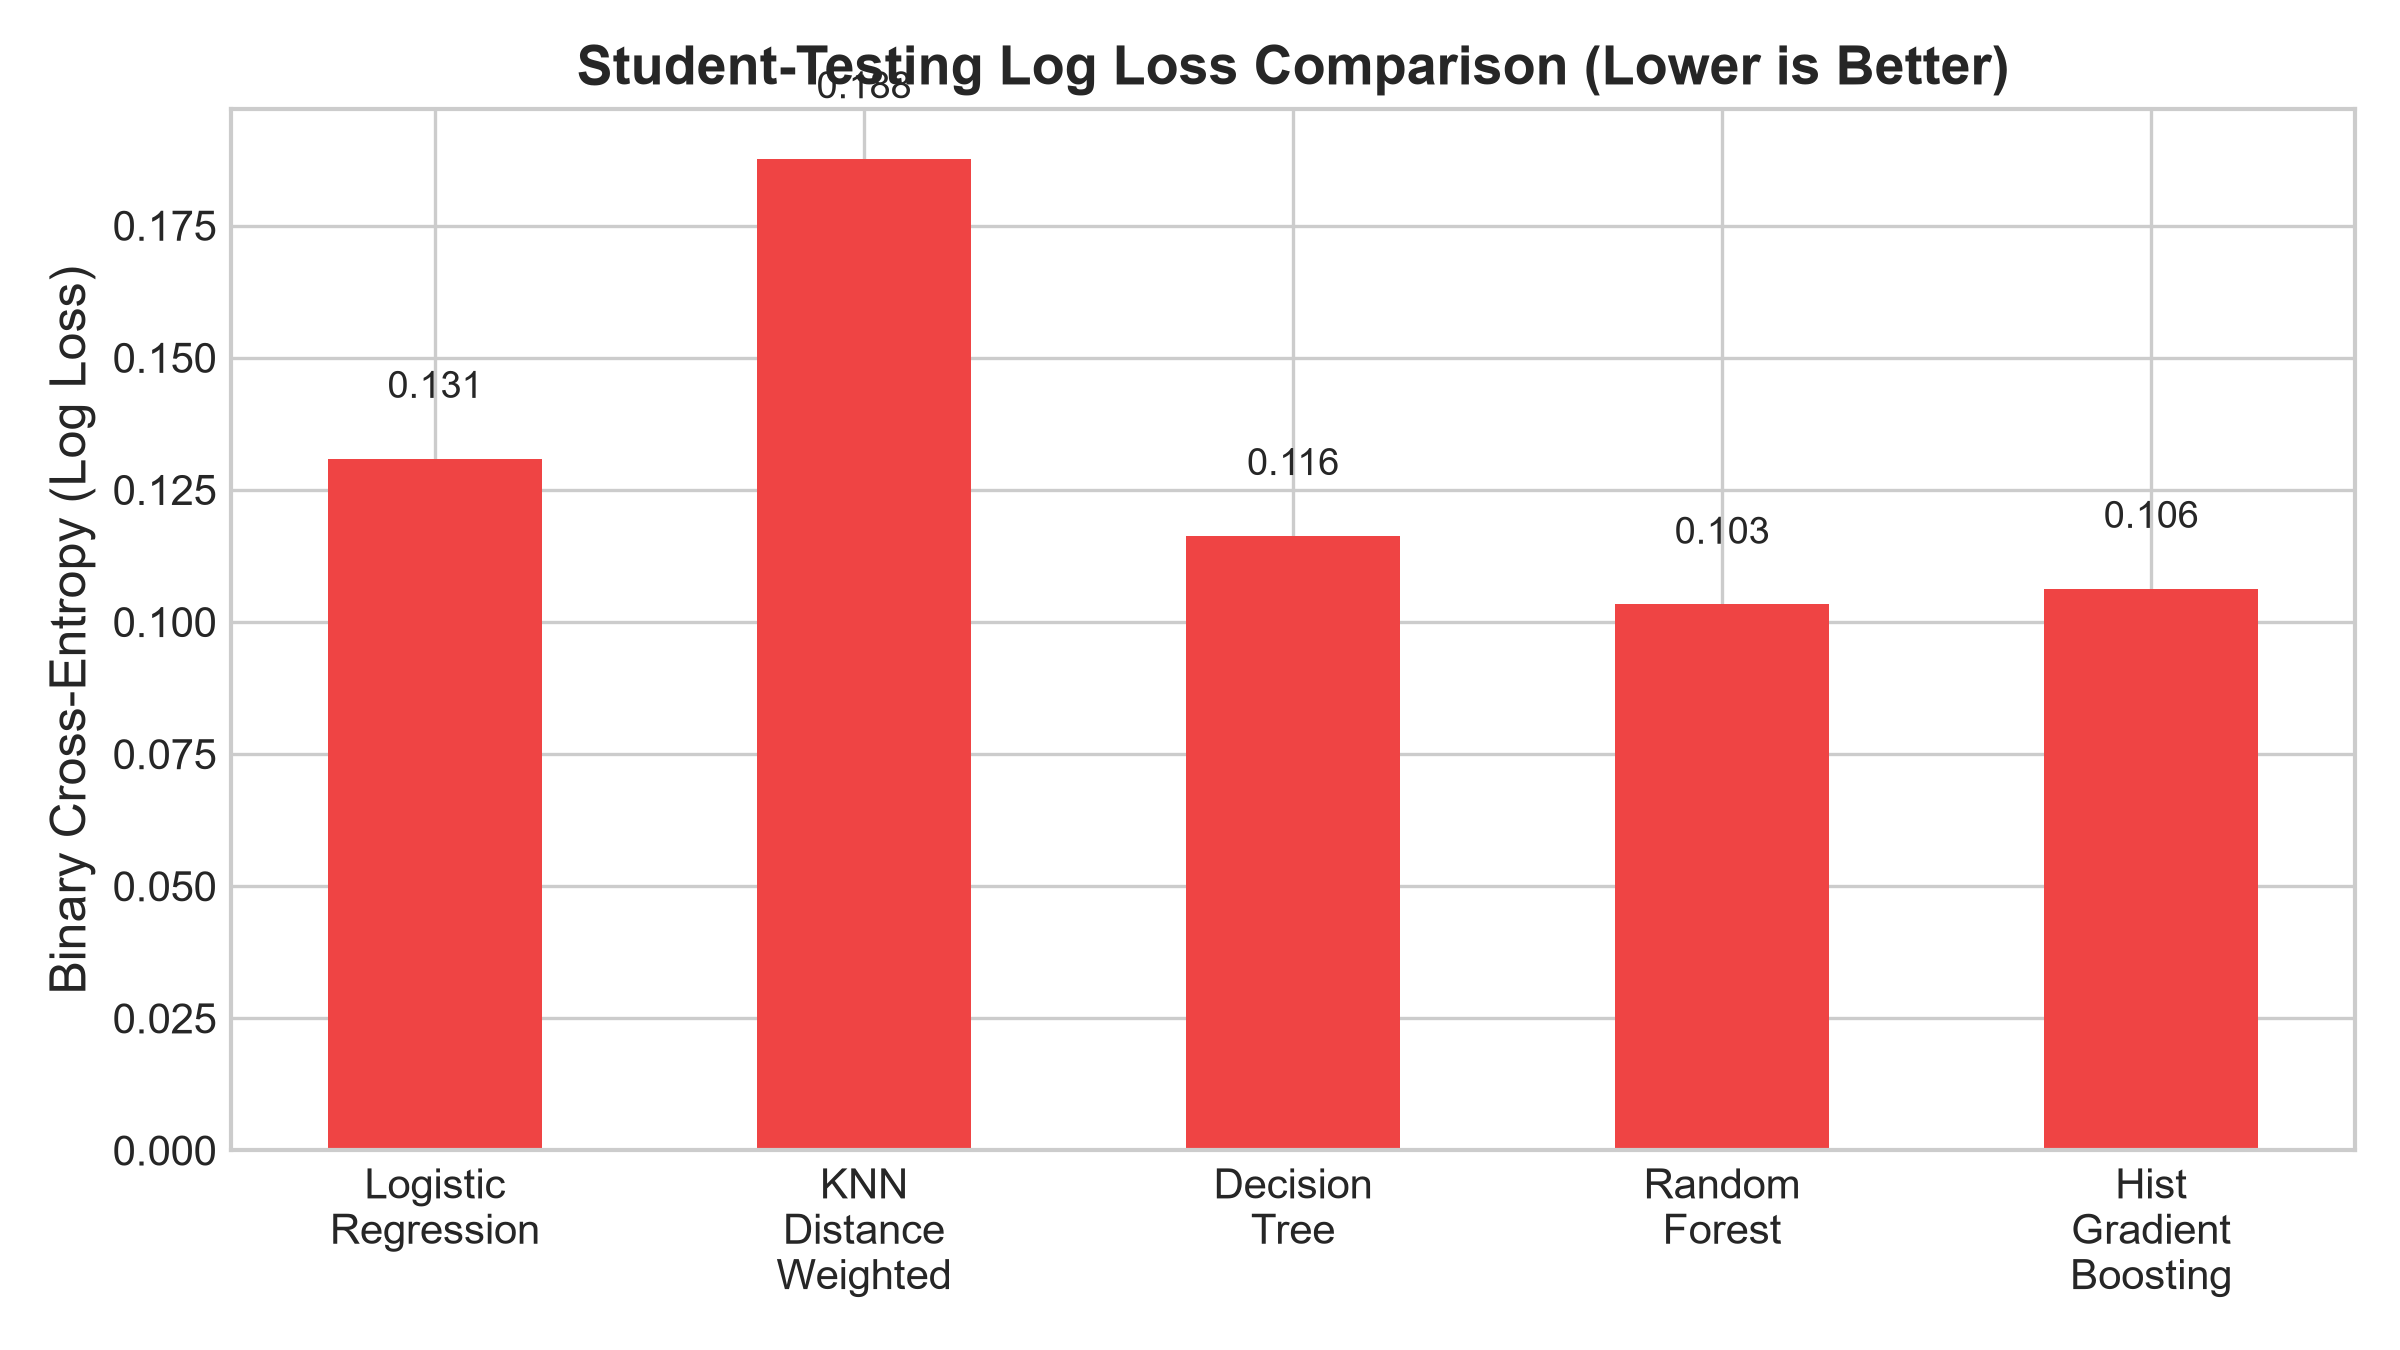 Student-Testing Log Loss Comparison (Lower is Better)
0.188
Binary Cross-Entropy (Log Loss)
0.175
0.150
0.125
0.100
0.075
0.050
0.025
0.000
0.131
0.116
0.103
0.106
Logistic
Regression
KNN
Distance
Weighted
Decision
Tree
Random
Forest
Hist
Gradient
Boosting